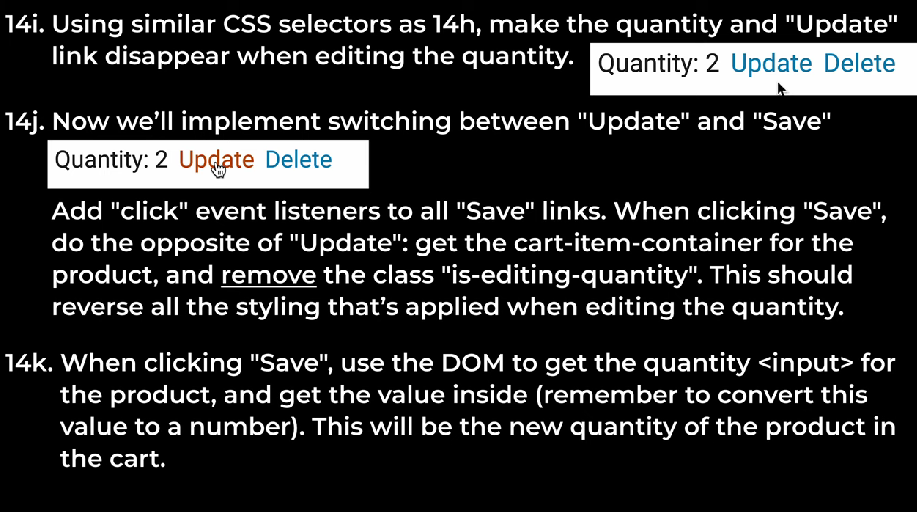 14i. Using similar CSS selectors as 14h, make the quantity and "Update"
link disappear when editing the quantity.
Quantity: 2 Update Delete
14j. Now we'll implement switching between "Update" and "Save"
Quantity: 2 Update Delete
Add "click" event listeners to all "Save" links. When clicking "Save",
do the opposite of "Update": get the cart-item-container for the
product, and remove the class "is-editing-quantity". This should
reverse all the styling that's applied when editing the quantity.
14k. When clicking "Save", use the DOM to get the quantity <input> for
the product, and get the value inside (remember to convert this
value to a number). This will be the new quantity of the product in
the cart.